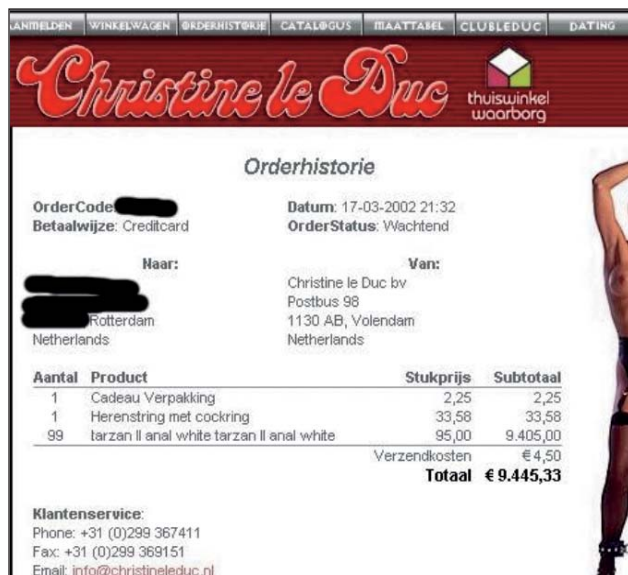 AANMELDEN WINKELWAGEN ORDERHISTORIE CATALOGUS MAATTABEL CLUBLEDUC DATING
Christine le Duc
thuiswinkel
waarborg
Orderhistorie
OrderCode
Datum: 17-03-2002 21:32
Betaalwijze: Creditcard
OrderStatus: Wachtend
Naar:
Rotterdam
Netherlands
Van:
Christine le Duc bv
Postbus 98
1130 AB, Volendam
Netherlands
Aantal Product Stukprijs Subtotaal
1 Cadeau Verpakking 2,25 2,25
1 Herenstring met cockring 33,58 33,58
99 tarzan II anal white tarzan II anal white 95,00 9.405,00
Verzendkosten €4,50
Totaal € 9.445,33
Klantenservice:
Phone: +31 (0)299 367411
Fax: +31 (0)299 369151
Email: info@christineleduc.nl